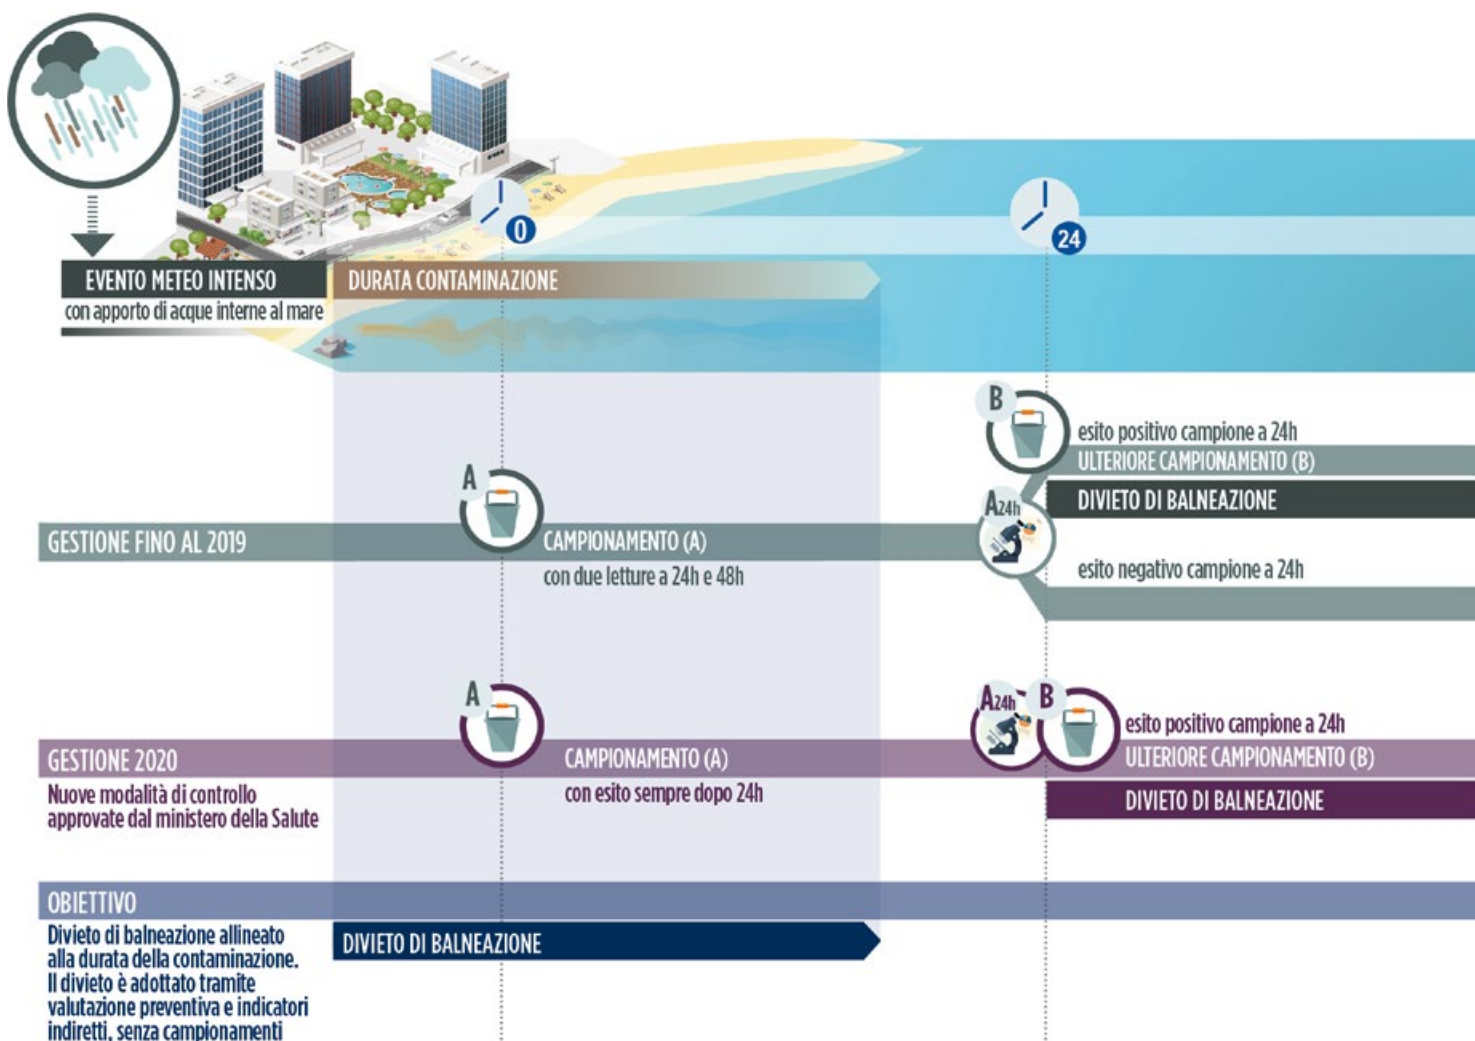 0
24
EVENTO METEO INTENSO
con apporto di acque interne al mare
DURATA CONTAMINAZIONE
B
esito positivo campione a 24h
ULTERIORE CAMPIONAMENTO (B)
DIVIETO DI BALNEAZIONE
A
A24h
GESTIONE FINO AL 2019
CAMPIONAMENTO (A)
con due letture a 24h e 48h
esito negativo campione a 24h
A
A24h
B
esito positivo campione a 24h
GESTIONE 2020
CAMPIONAMENTO (A)
ULTERIORE CAMPIONAMENTO (B)
Nuove modalità di controllo
approvate dal ministero della Salute
con esito sempre dopo 24h
DIVIETO DI BALNEAZIONE
OBIETTIVO
Divieto di balneazione allineato
alla durata della contaminazione.
Il divieto è adottato tramite
valutazione preventiva e indicatori
indiretti, senza campionamenti
DIVIETO DI BALNEAZIONE